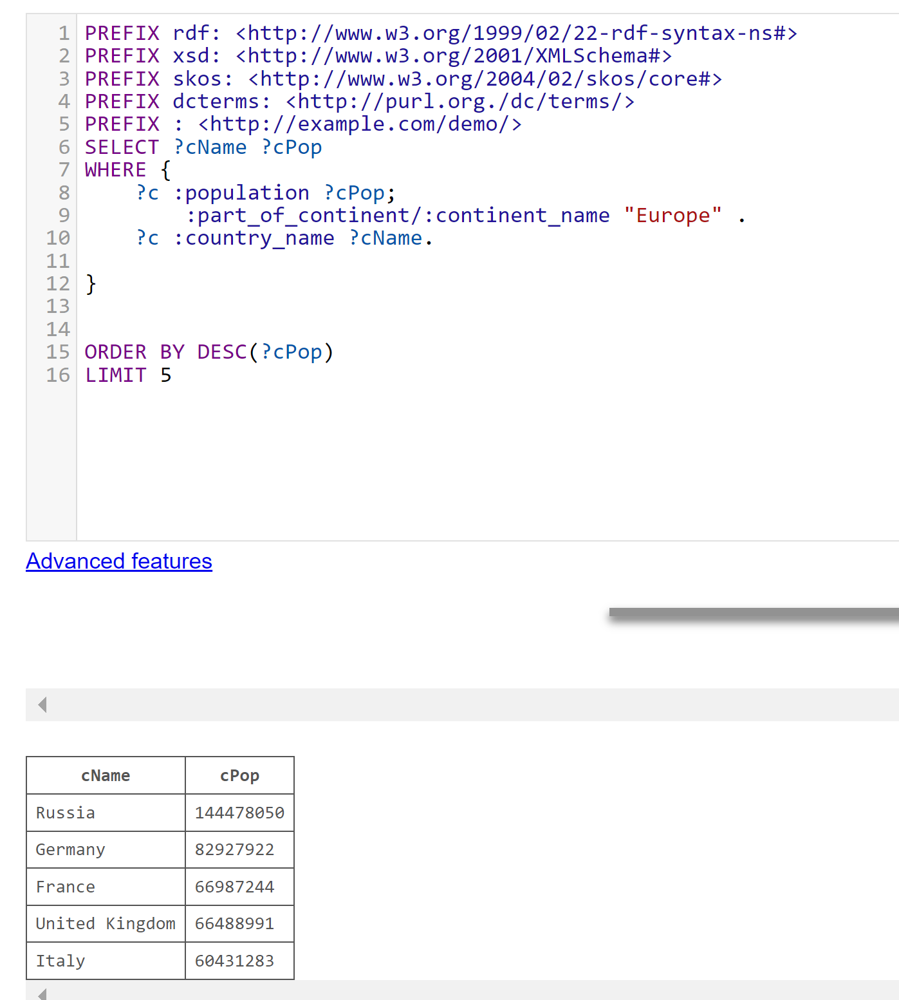 1 PREFIX rdf: <http://www.w3.org/1999/02/22-rdf-syntax-ns#>
2 PREFIX xsd: <http://www.w3.org/2001/XMLSchema#>
3 PREFIX skos: <http://www.w3.org/2004/02/skos/core#>
4 PREFIX dcterms: <http://purl.org./dc/terms/>
5 PREFIX : <http://example.com/demo/>
6 SELECT ?cName ?cPop
7 WHERE {
8     ?c :population ?cPop;
9         :part_of_continent/:continent_name "Europe" .
10     ?c :country_name ?cName.
11
12 }
13
14
15 ORDER BY DESC(?cPop)
16 LIMIT 5
Advanced features
cName cPop
Russia 144478050
Germany 82927922
France 66987244
United Kingdom 66488991
Italy 60431283